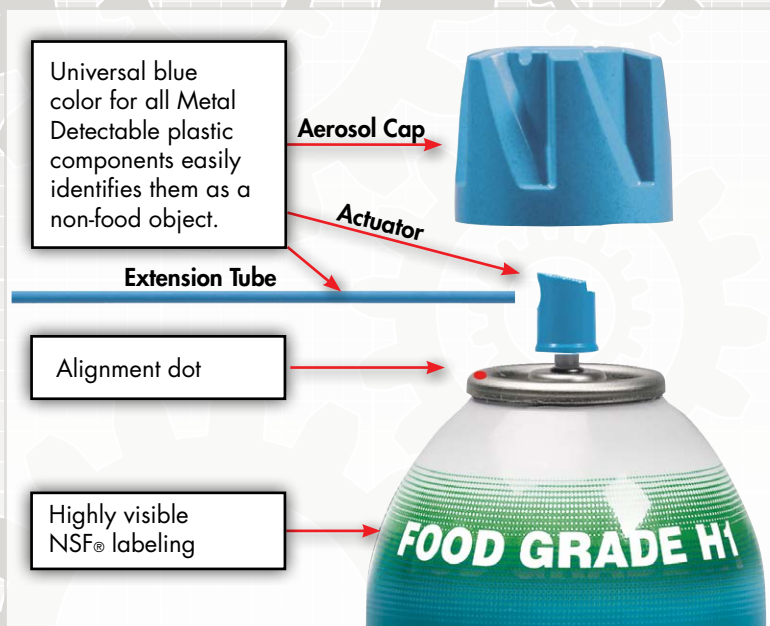 Universal blue
color for all Metal
Detectable plastic
components easily
identifies them as a
non-food object.
Aerosol Cap
Actuator
Extension Tube
Alignment dot
Highly visible
NSF® labeling
FOOD GRADE H1